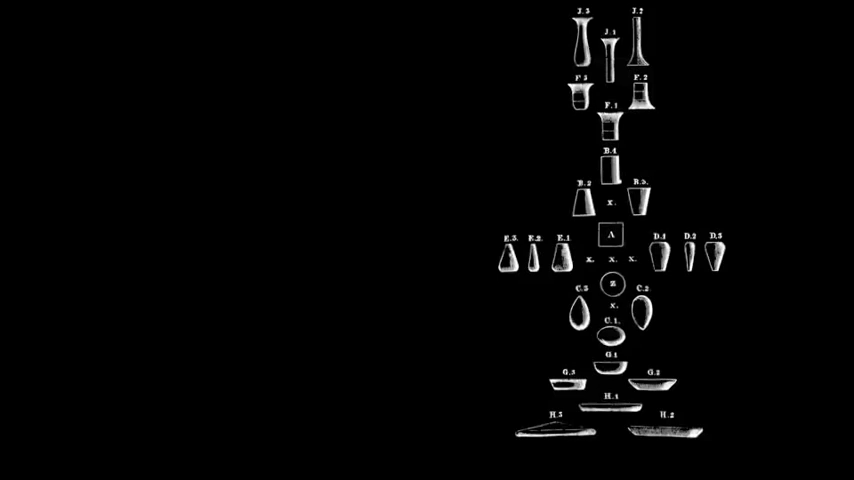 J.3 J.2
J.1
F.3 F.2
F.1
B.1
B.2 B.3.
x.
A
E.3. E.2. E.1 D.1 D.2 D.3
x. x. x.
Z
C.3 C.2.
x.
C.1.
G.1
G.3 G.2
H.1
H.3 H.2